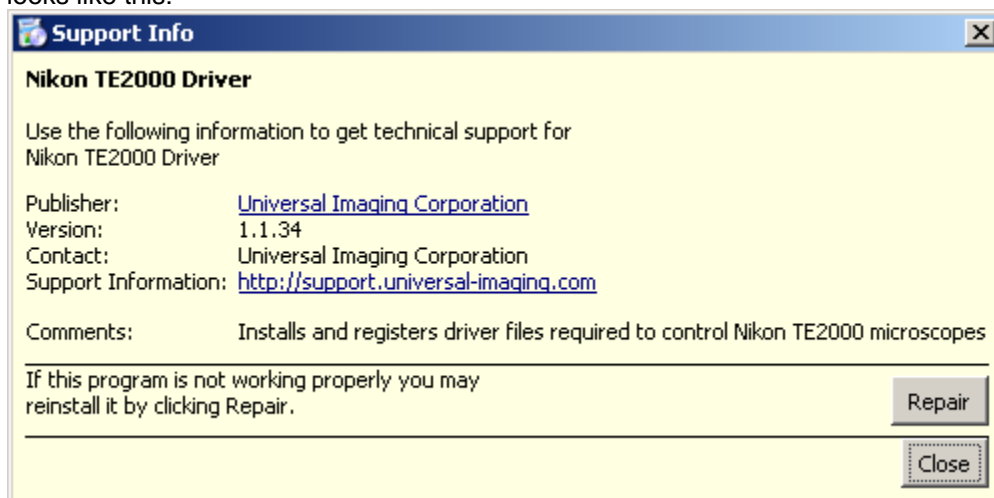 looks like this:
Support Info
Nikon TE2000 Driver
Use the following information to get technical support for
Nikon TE2000 Driver
Publisher: Universal Imaging Corporation
Version: 1.1.34
Contact: Universal Imaging Corporation
Support Information: http://support.universal-imaging.com
Comments: Installs and registers driver files required to control Nikon TE2000 microscopes
If this program is not working properly you may
reinstall it by clicking Repair.
Repair
Close